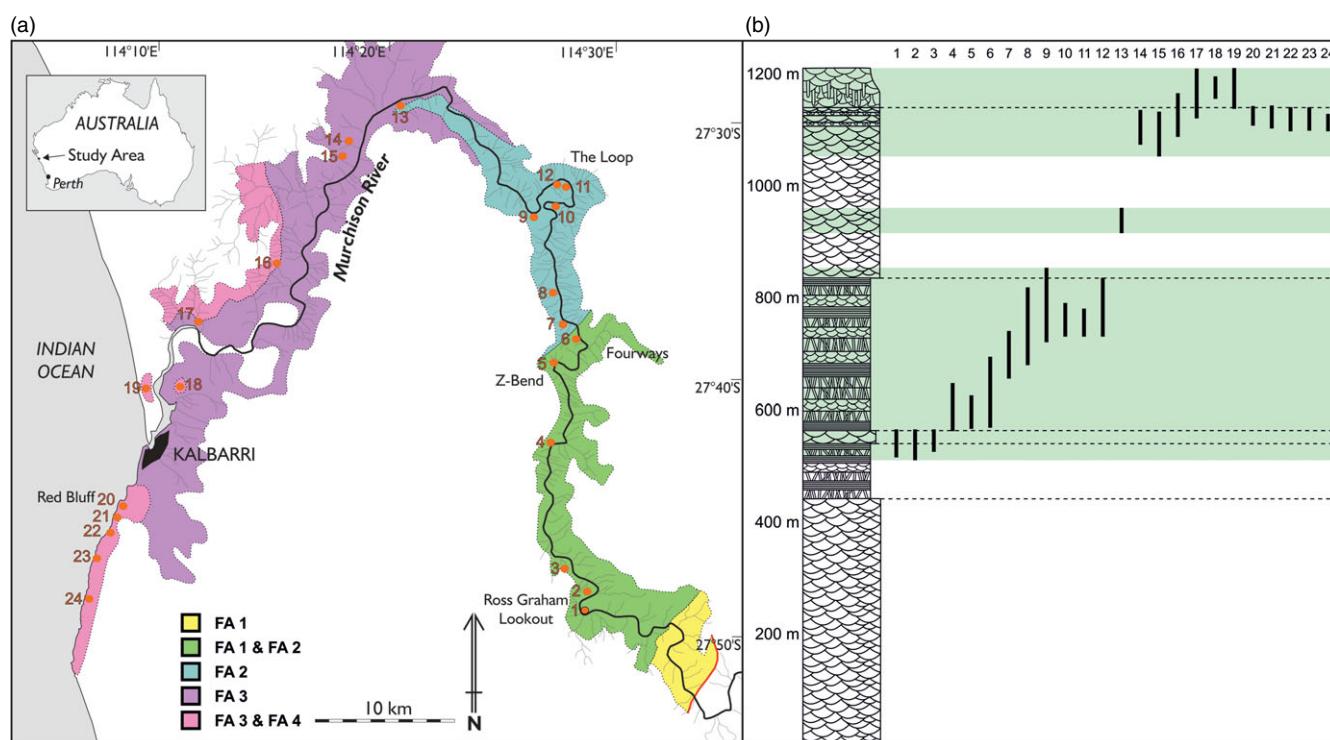 (a)
114°10'E
114°20'E
114°30'E
AUSTRALIA
Study Area
Perth
27°30'S
27°40'S
27°50'S
The Loop
Murchison River
INDIAN
OCEAN
Z-Bend
Fourways
KALBARRI
Red Bluff
Ross Graham
Lookout
13
14
15
12
11
10
9
16
8
17
7
6
5
19
18
4
20
21
22
23
24
3
2
1
FA 1
FA 1 & FA 2
FA 2
FA 3
FA 3 & FA 4
10 km
N
(b)
1 2 3 4 5 6 7 8 9 10 11 12 13 14 15 16 17 18 19 20 21 22 23 24
1200 m
1000 m
800 m
600 m
400 m
200 m